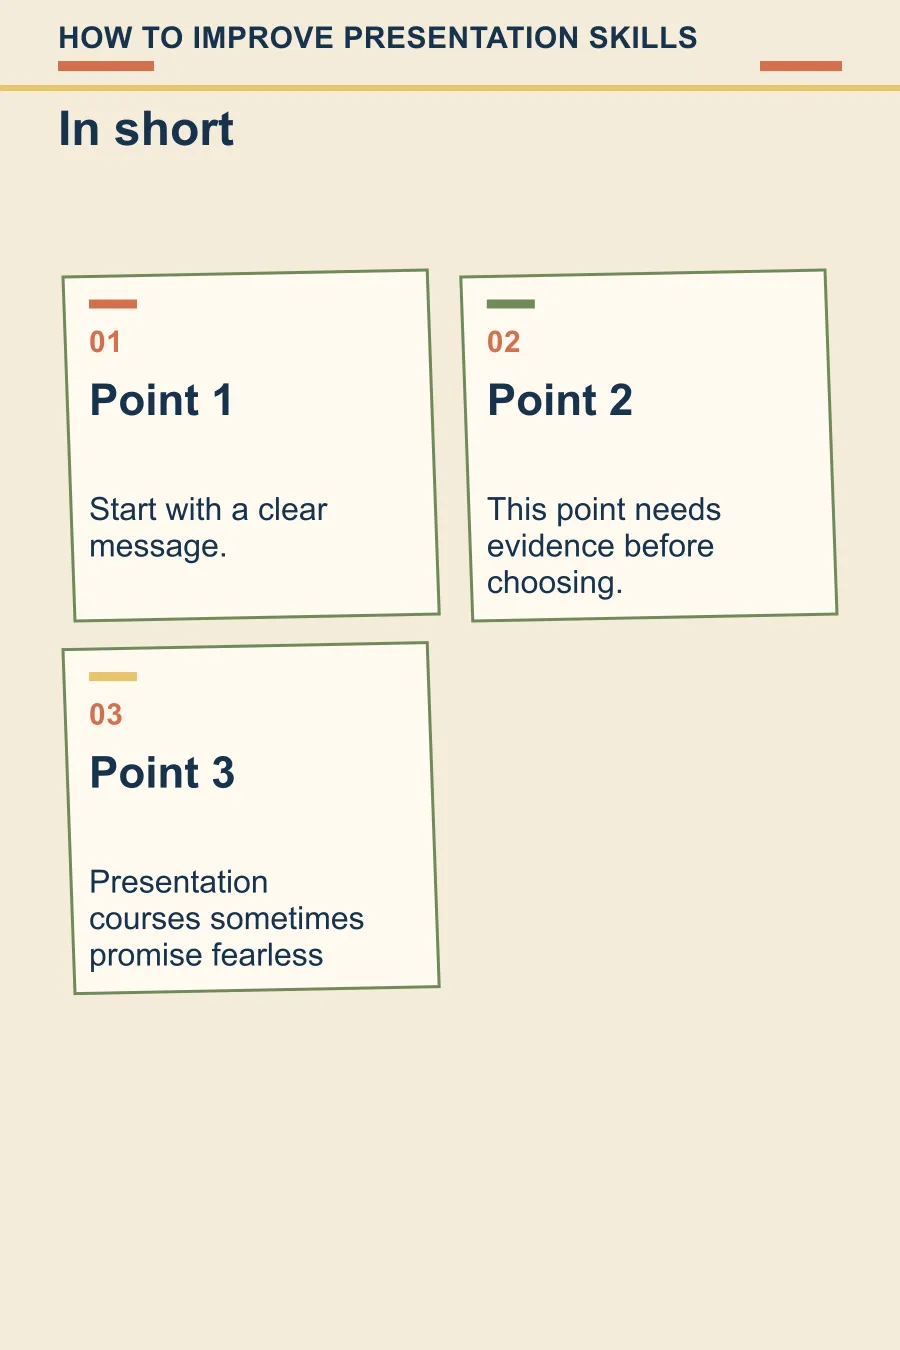 HOW TO IMPROVE PRESENTATION SKILLS
In short
01
Point 1
Start with a clear
message.
02
Point 2
This point needs
evidence before
choosing.
03
Point 3
Presentation
courses sometimes
promise fearless